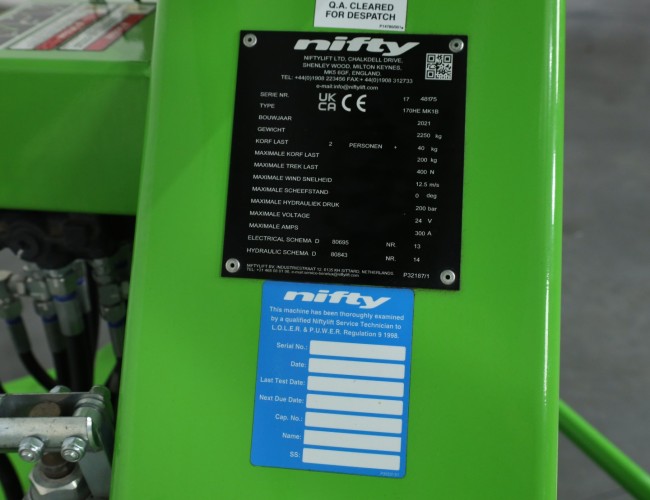 Q.A. CLEARED
FOR DESPATCH
nifty
NIFTYLIFT LTD, CHALKDELL DRIVE,
SHENLEY WOOD, MILTON KEYNES,
MK5 6GF, ENGLAND.
TEL: +44(0)1908 223456 FAX:+ 44(0)1908 312733
e-mail.info@niftylift.com
UK CA CE
SERIE NR. 17 48175
TYPE 170HE MK1B
BOUWJAAR 2021
GEWICHT 2250 kg
KORF LAST 2 PERSONEN + 40 kg
MAXIMALE KORF LAST 200 kg
MAXIMALE TREK LAST 400 N
MAXIMALE WIND SNELHEID 12,5 m/s
MAXIMALE SCHEEFSTAND 0 deg
MAXIMALE HYDRAULIEK DRUK 200 bar
MAXIMALE VOLTAGE 24 V
MAXIMALE AMPS 300 A
ELECTRICAL SCHEMA D 80695 NR. 13
HYDRAULIC SCHEMA D 80843 NR. 14
P32187/1
nifty
This machine has been thoroughly examined
by a qualified Niftylift Service Technician to
L.O.L.E.R. & P.U.W.E.R. Regulation 5 1998.
Serial No.:
Date:
Last Test Date:
Next Due Date:
Cap. No.:
Name:
SS: